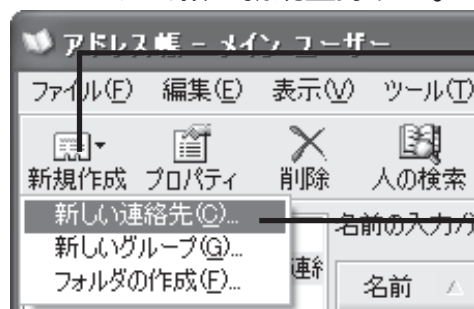 アドレス帳 - メイン ユーザー
ファイル(F) 編集(E) 表示(V) ツール(T)
新規作成 プロパティ 削除 人の検索
新しい連絡先(C)...
新しいグループ(G)...
フォルダの作成(F)...
名前の入力
連絡
名前